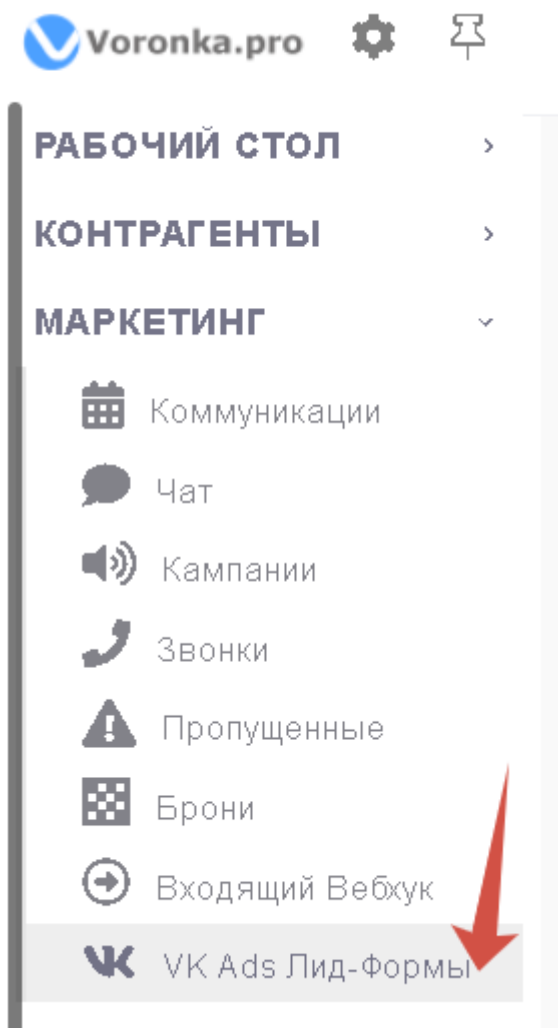 Voronka.pro
РАБОЧИЙ СТОЛ
КОНТРАГЕНТЫ
МАРКЕТИНГ
Коммуникации
Чат
Кампании
Звонки
Пропущенные
Брони
Входящий Вебхук
VK Ads Лид-Формы